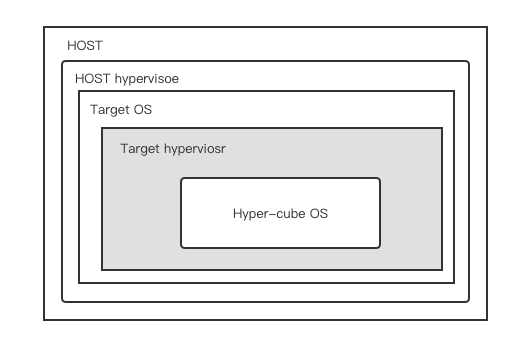 HOST
HOST hypervisoe
Target OS
Target hyperviosr
Hyper-cube OS